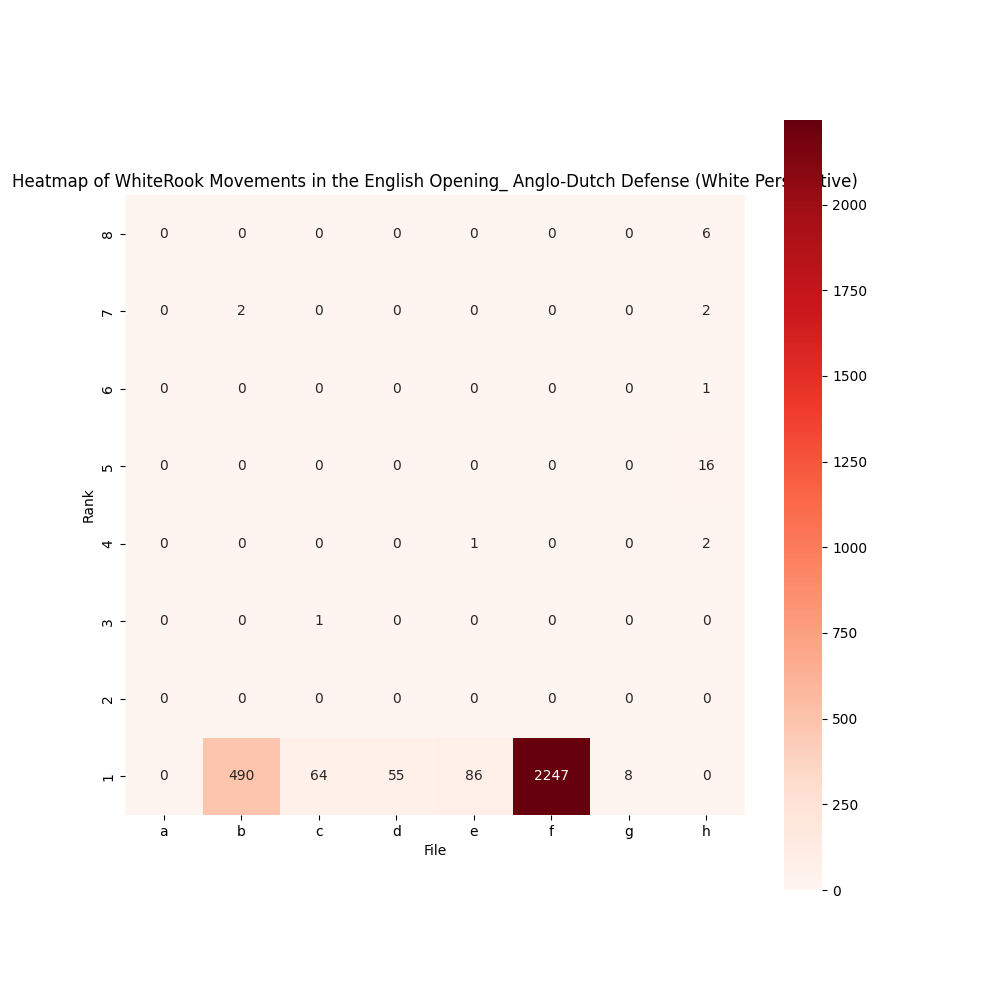 Heatmap of WhiteRook Movements in the English Opening_ Anglo-Dutch Defense (White Pers tive)
2000
1750
1500
1250
1000
750
500
250
0
8 0 0 0 0 0 0 0 6
7 0 2 0 0 0 0 0 2
6 0 0 0 0 0 0 0 1
5 0 0 0 0 0 0 0 16
Rank
4 0 0 0 0 1 0 0 2
3 0 0 1 0 0 0 0 0
2 0 0 0 0 0 0 0 0
1 0 490 64 55 86 2247 8 0
a b c d e f g h
File